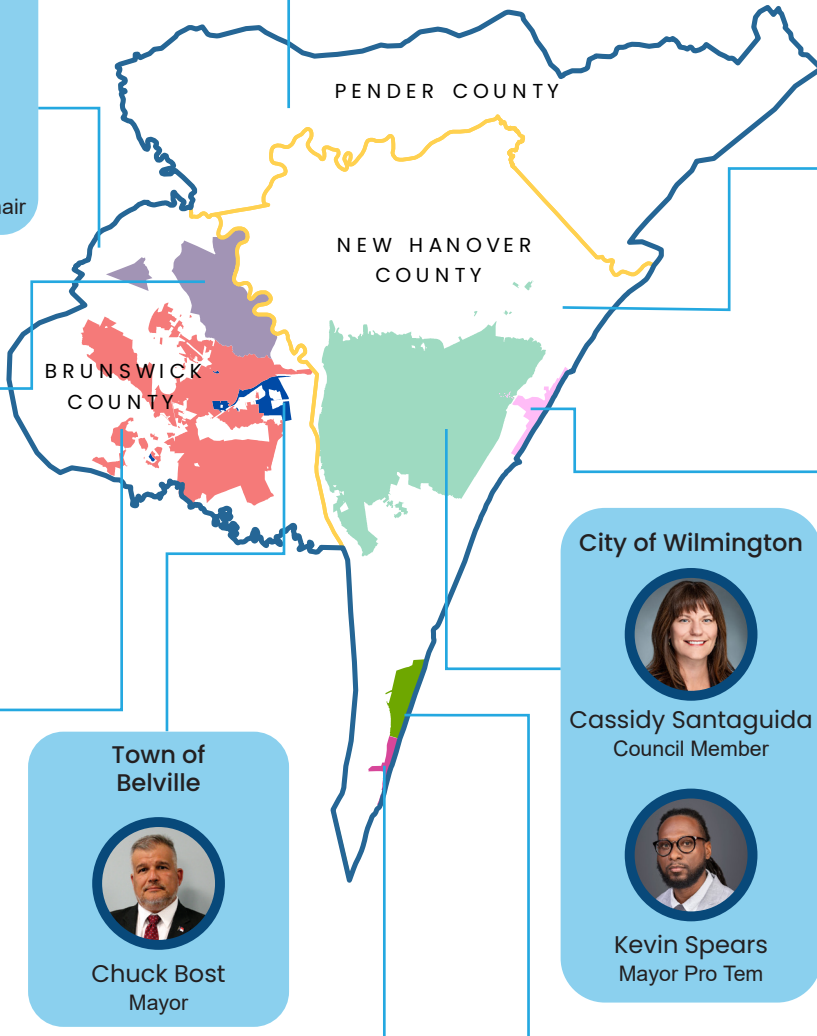 PENDER COUNTY
air
NEW HANOVER
COUNTY
BRUNSWICK
COUNTY
City of Wilmington
Cassidy Santaguida
Council Member
Kevin Spears
Mayor Pro Tem
Town of
Belville
Chuck Bost
Mayor